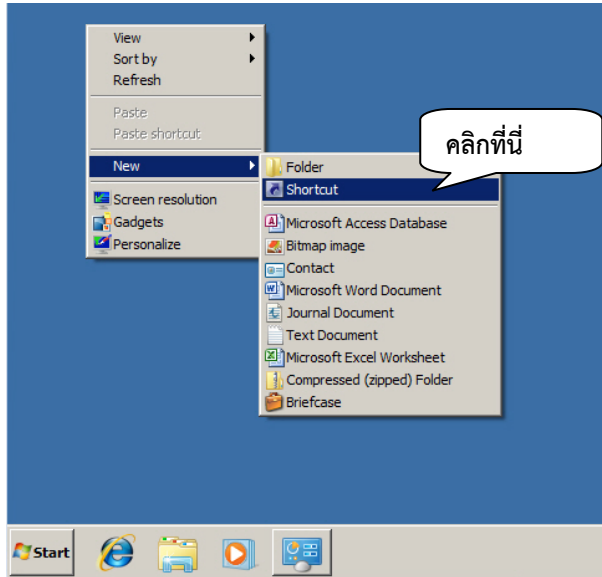 View
Sort by
Refresh
Paste
Paste shortcut
New
Screen resolution
Gadgets
Personalize
คลิกที่นี่
Folder
Shortcut
Microsoft Access Database
Bitmap image
Contact
Microsoft Word Document
Journal Document
Text Document
Microsoft Excel Worksheet
Compressed (zipped) Folder
Briefcase
Start